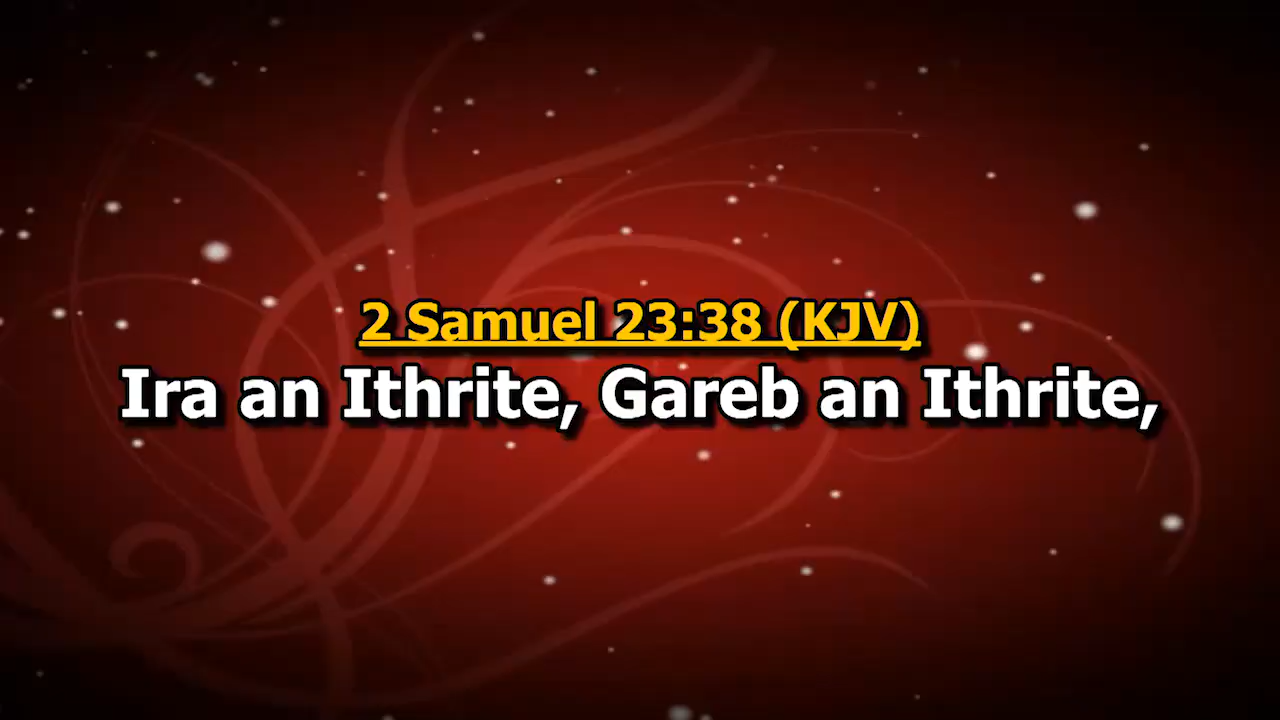 2 Samuel 23:38 (KJV)
Ira an Ithrite, Gareb an Ithrite,